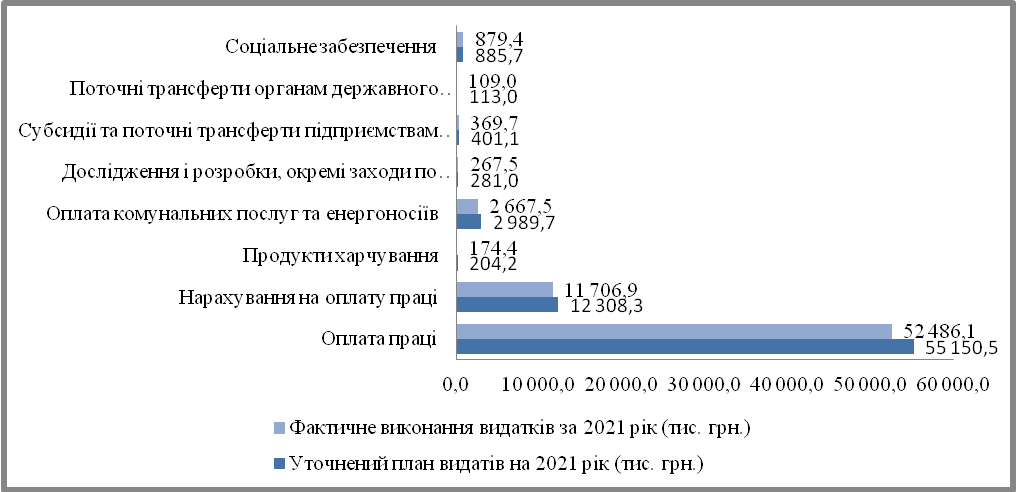 Соціальне забезпечення
879,4
885,7
Поточні трансферти органам державного..
109,0
113,0
Субсидії та поточні трансферти підприємствам..
369,7
401,1
Дослідження і розробки, окремі заходи по..
267,5
281,0
Оплата комунальних послуг та енергоносіїв
2 667,5
2 989,7
Продукти харчування
174,4
204,2
Нарахування на оплату праці
11 706,9
12 308,3
Оплата праці
52 486,1
55 150,5
0,0 10 000,0 20 000,0 30 000,0 40 000,0 50 000,0 60 000,0
Фактичне виконання видатків за 2021 рік (тис. грн.)
Уточнений план видатів на 2021 рік (тис. грн.)